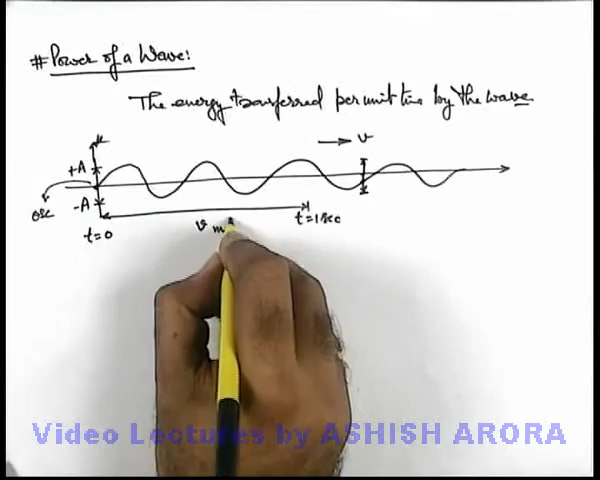 # Power of a Wave:
The energy transferred per unit time by the wave
v
+A
OSC
-A
t=0
v m
t=1sec
Video Lectures by ASHISH ARORA